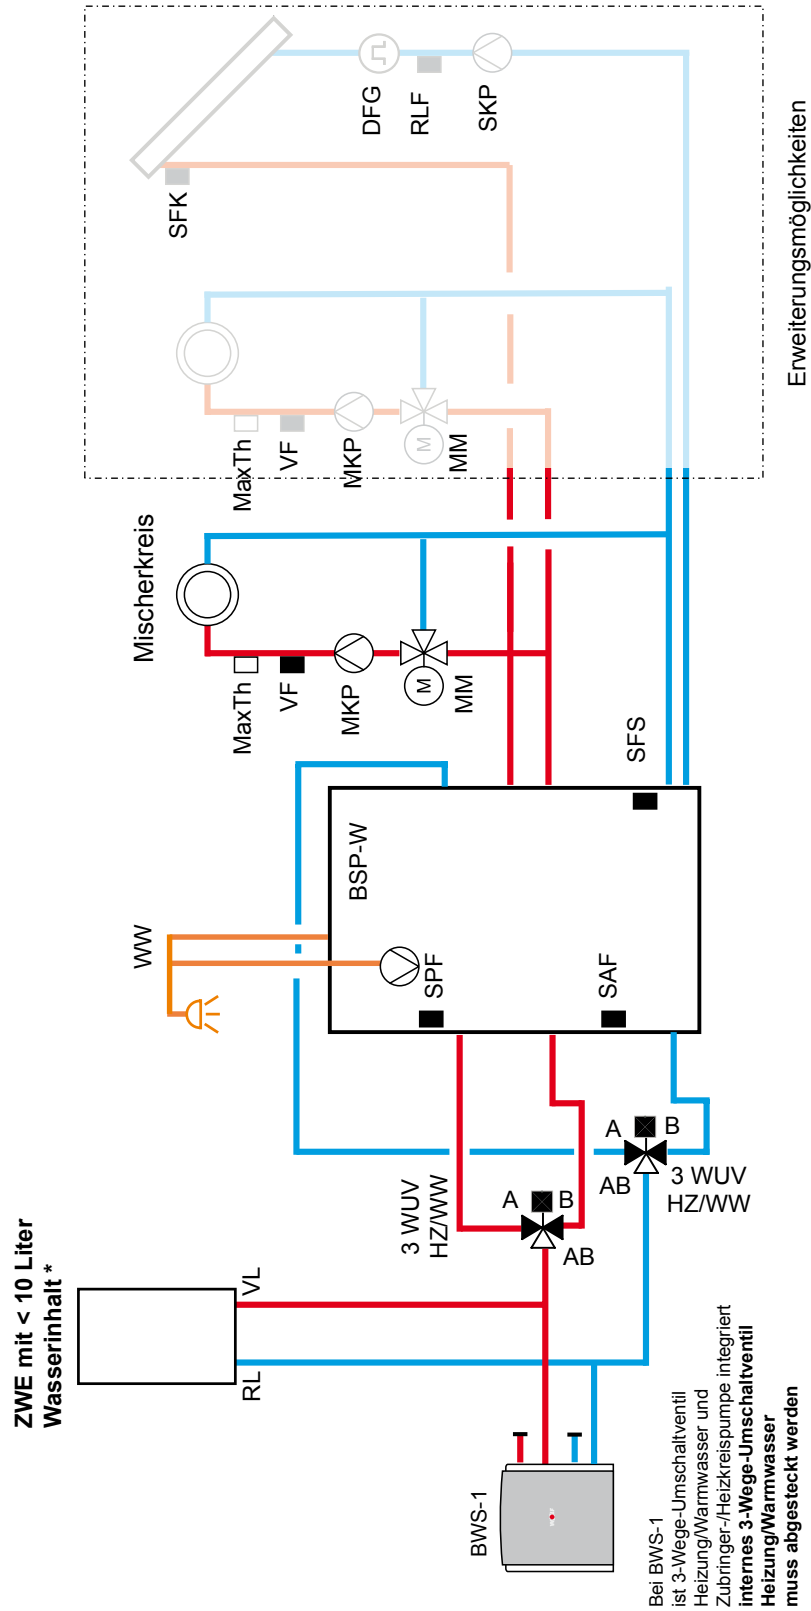 ZWE mit < 10 Liter
Wasserinhalt *
RL
VL
BWS-1
Bei BWS-1
ist 3-Wege-Umschaltventil
Heizung/Warmwasser und
Zubringer-/Heizkreispumpe integriert
internes 3-Wege-Umschaltventil
Heizung/Warmwasser
muss abgesteckt werden
3 WUV
HZ/WW
A
B
AB
A
B
AB
3 WUV
HZ/WW
WW
BSP-W
SPF
SAF
SFS
Mischerkreis
MaxTh
VF
MKP
MM
M
MaxTh
VF
MKP
MM
M
SFK
DFG
RLF
SKP
Erweiterungsmöglichkeiten